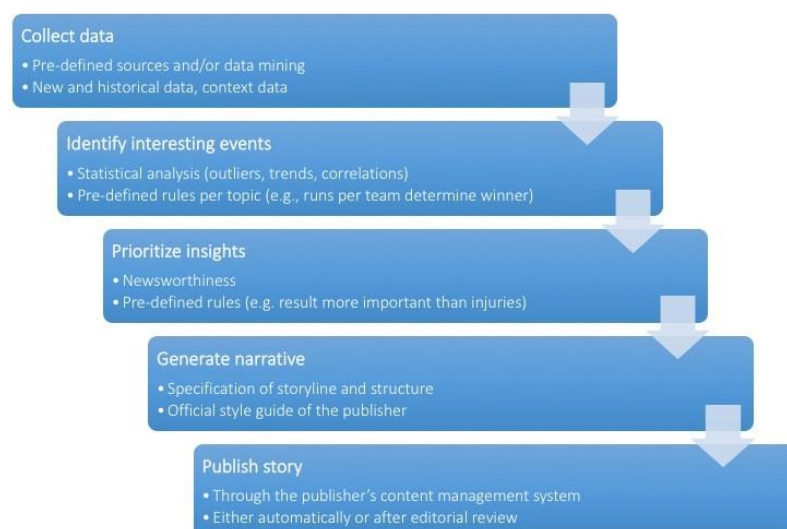 Collect data
• Pre-defined sources and/or data mining
• New and historical data, context data
Identify interesting events
• Statistical analysis (outliers, trends, correlations)
• Pre-defined rules per topic (e.g., runs per team determine winner)
Prioritize insights
• Newsworthiness
• Pre-defined rules (e.g. result more important than injuries)
Generate narrative
• Specification of storyline and structure
• Official style guide of the publisher
Publish story
• Through the publisher's content management system
• Either automatically or after editorial review